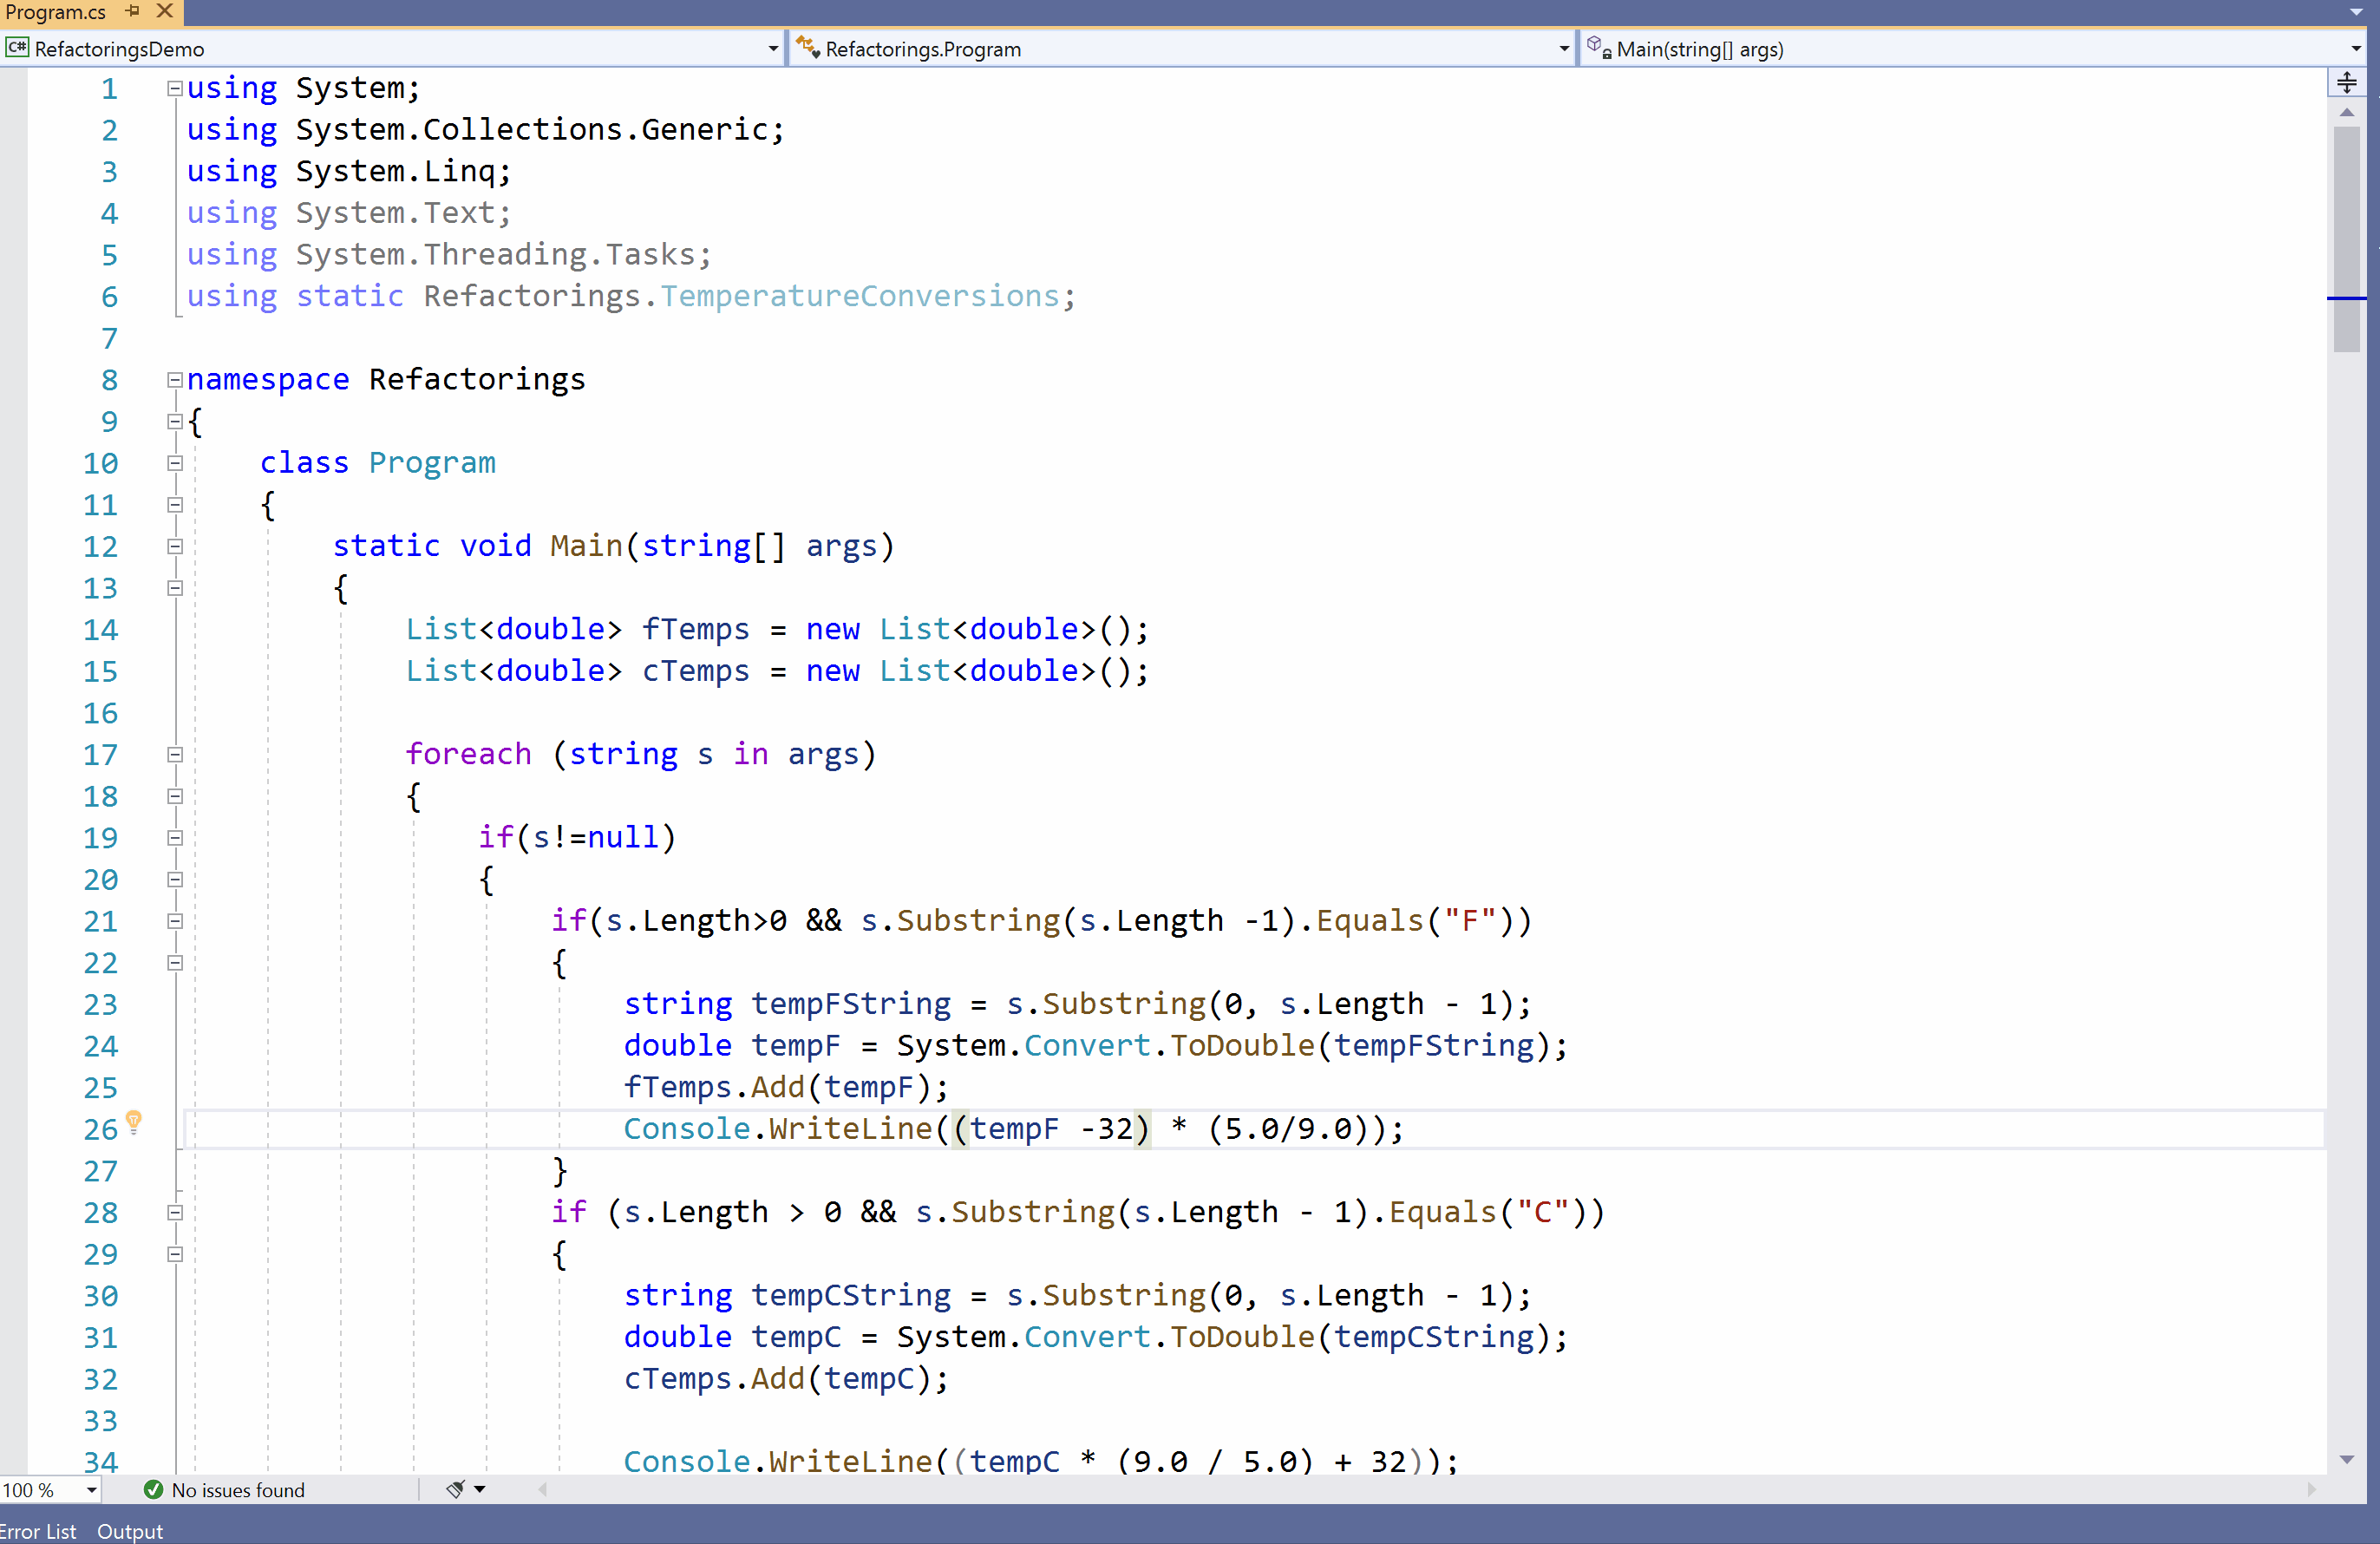 Program.cs
RefactoringsDemo
Refactorings.Program
Main(string[] args)
1 using System;
2 using System.Collections.Generic;
3 using System.Linq;
4 using System.Text;
5 using System.Threading.Tasks;
6 using static Refactorings.TemperatureConversions;
7
8 namespace Refactorings
9 {
10 class Program
11 {
12 static void Main(string[] args)
13 {
14 List<double> fTemps = new List<double>();
15 List<double> cTemps = new List<double>();
16
17 foreach (string s in args)
18 {
19 if(s!=null)
20 {
21 if(s.Length>0 && s.Substring(s.Length -1).Equals("F"))
22 {
23 string tempFString = s.Substring(0, s.Length - 1);
24 double tempF = System.Convert.ToDouble(tempFString);
25 fTemps.Add(tempF);
26 Console.WriteLine((tempF -32) * (5.0/9.0));
27 }
28 if (s.Length > 0 && s.Substring(s.Length - 1).Equals("C"))
29 {
30 string tempCString = s.Substring(0, s.Length - 1);
31 double tempC = System.Convert.ToDouble(tempCString);
32 cTemps.Add(tempC);
33
34 Console.WriteLine((tempC * (9.0 / 5.0) + 32));
100 % No issues found
Error List Output